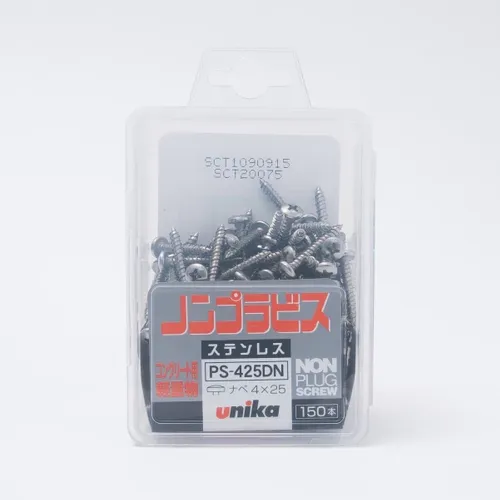 SCT1090915
SCT20075
ノンプラビス
ステンレス
コンクリート用
PS-425DN
ナベ4×25
unika
NON
PLUG
SCREW
150本